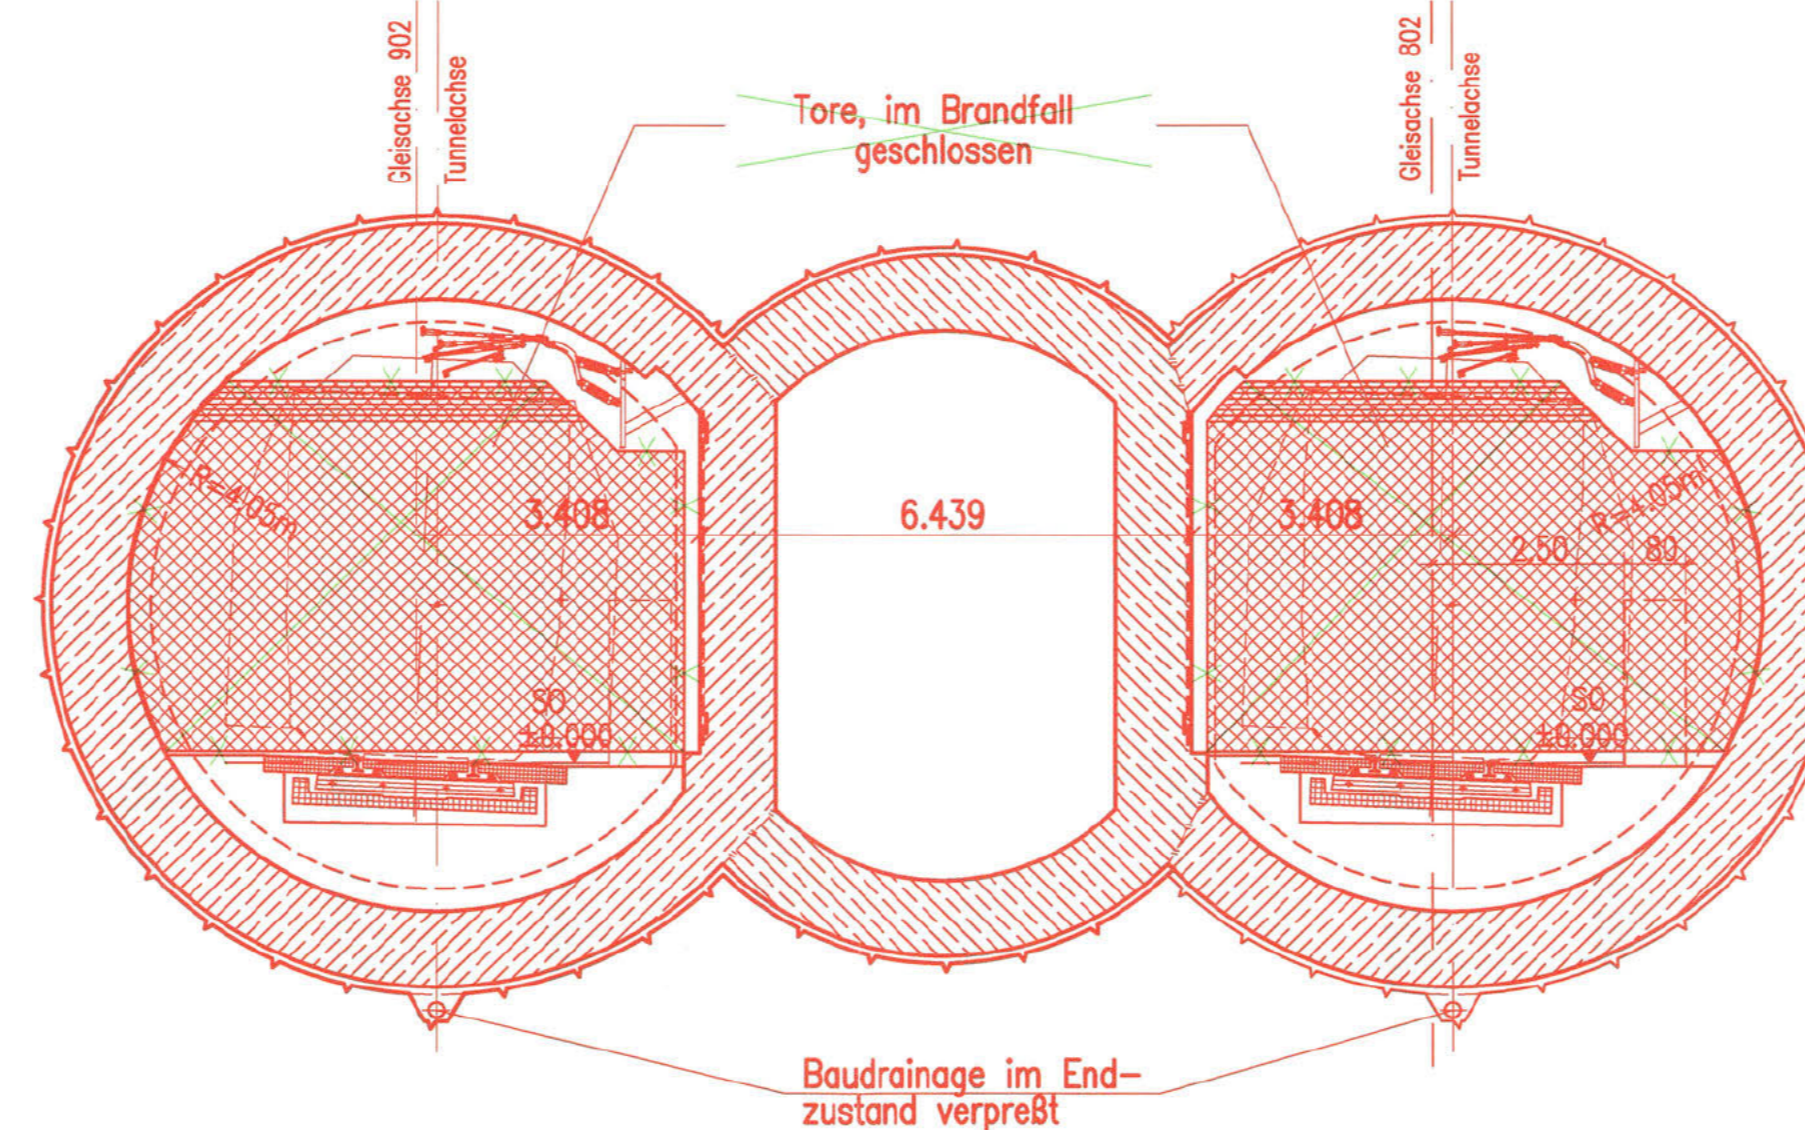 Gleisachse 902
Tunnelachse
Tore, im Brandfall
geschlossen
Gleisachse 802
Tunnelachse
R=4.05m
3.408
6.439
3.408
R=4.05m
2.50
80
SO
±0.000
SO
±0.000
Baudrainage im End-
zustand verpreßt